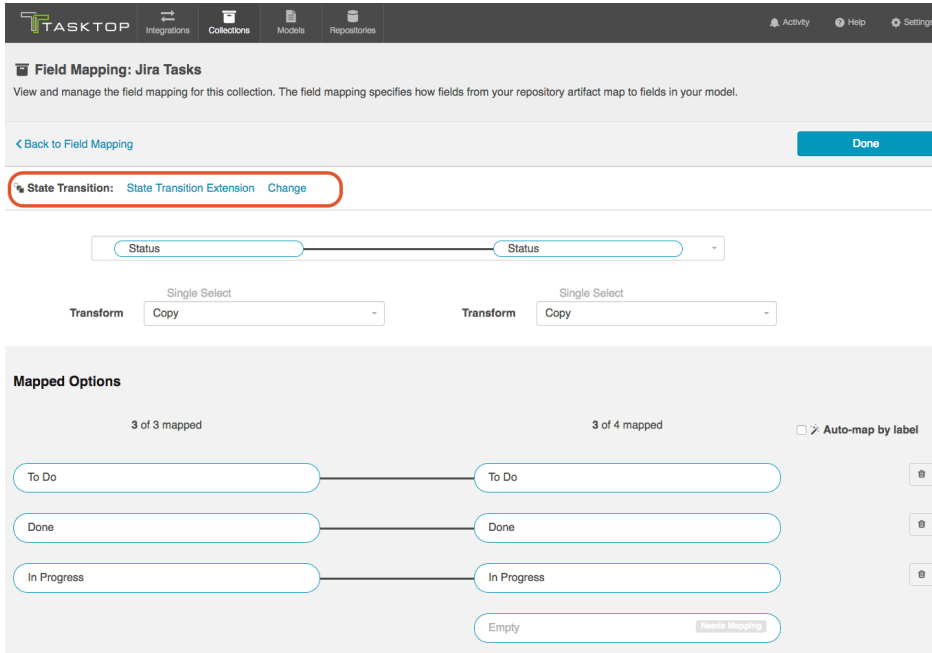 TASKTOP
Integrations
Collections
Models
Repositories
Activity
Help
Settings
Field Mapping: Jira Tasks
View and manage the field mapping for this collection. The field mapping specifies how fields from your repository artifact map to fields in your model.
Back to Field Mapping
Done
State Transition: State Transition Extension Change
Status
Status
Single Select
Single Select
Transform
Copy
Transform
Copy
Mapped Options
3 of 3 mapped
3 of 4 mapped
Auto-map by label
To Do
To Do
Done
Done
In Progress
In Progress
Empty
Needs Mapping